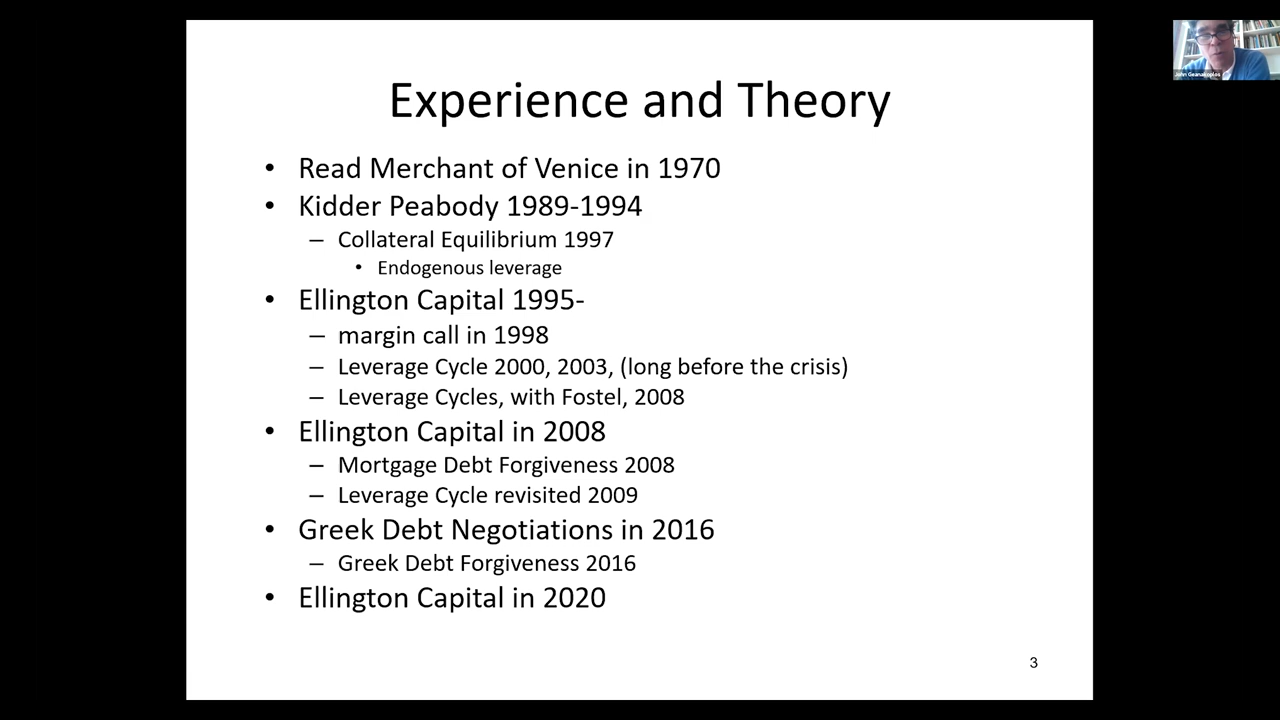 John Geanakoplos
Experience and Theory
• Read Merchant of Venice in 1970
• Kidder Peabody 1989-1994
– Collateral Equilibrium 1997
• Endogenous leverage
• Ellington Capital 1995-
– margin call in 1998
– Leverage Cycle 2000, 2003, (long before the crisis)
– Leverage Cycles, with Fostel, 2008
• Ellington Capital in 2008
– Mortgage Debt Forgiveness 2008
– Leverage Cycle revisited 2009
• Greek Debt Negotiations in 2016
– Greek Debt Forgiveness 2016
• Ellington Capital in 2020
3